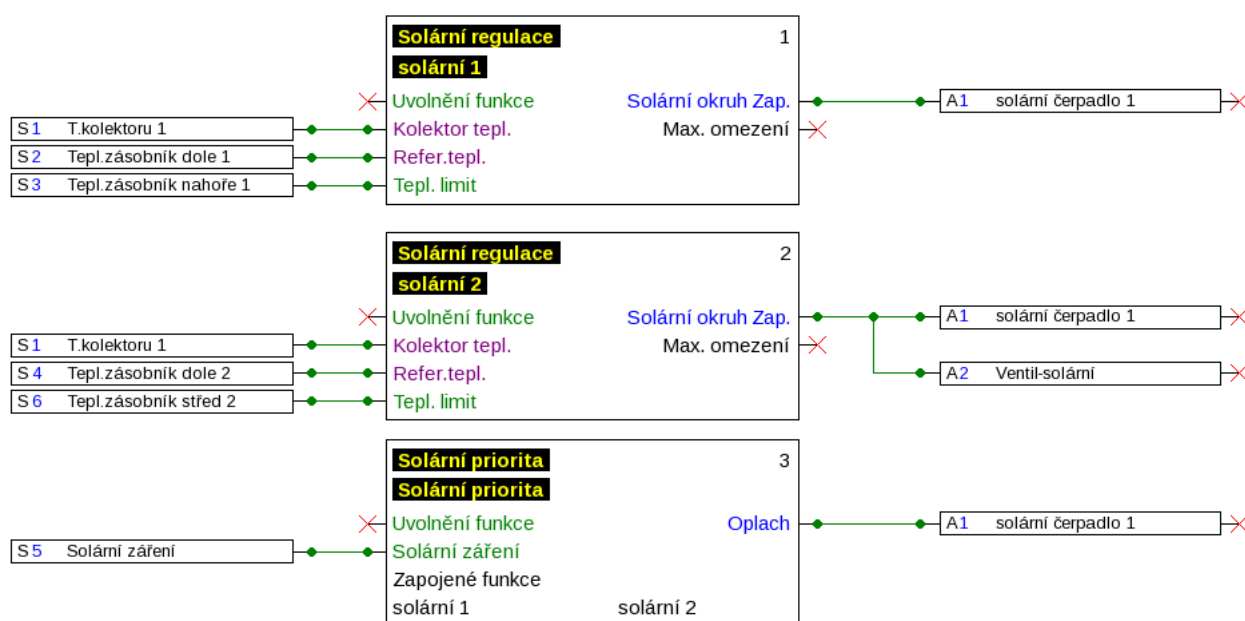 Solární regulace 1
solární 1
Uvolnění funkce Solární okruh Zap. A1 solární čerpadlo 1
S1 T.kolektoru 1 Kolektor tepl. Max. omezení
S2 Tepl.zásobník dole 1 Refer.tepl.
S3 Tepl.zásobník nahoře 1 Tepl. limit
Solární regulace 2
solární 2
Uvolnění funkce Solární okruh Zap. A1 solární čerpadlo 1
S1 T.kolektoru 1 Kolektor tepl. Max. omezení
S4 Tepl.zásobník dole 2 Refer.tepl. A2 Ventil-solární
S6 Tepl.zásobník střed 2 Tepl. limit
Solární priorita 3
Solární priorita
Uvolnění funkce Oplach A1 solární čerpadlo 1
S5 Solární záření Solární záření
Zapojené funkce
solární 1 solární 2